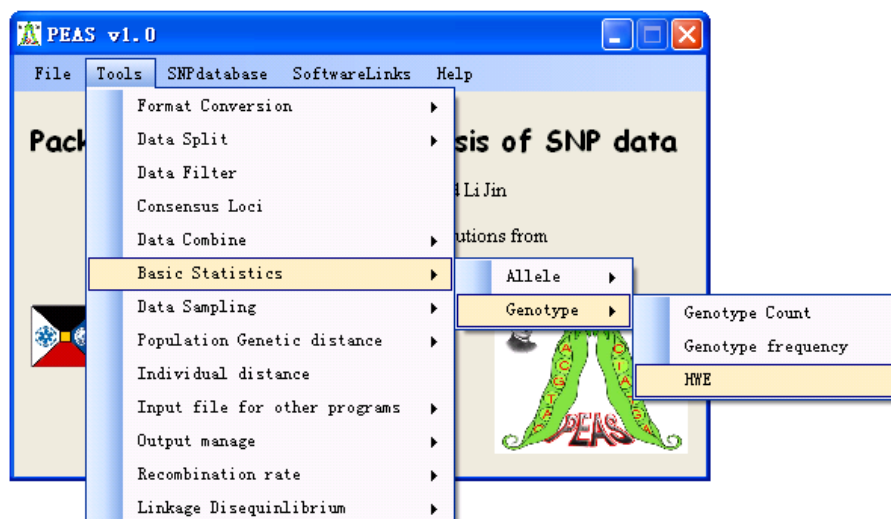 PEAS v1.0
File Tools SNPdatabase SoftwareLinks Help
Format Conversion
Pack
Data Split
sis of SNP data
Data Filter
Li Jin
Consensus Loci
Data Combine
utions from
Basic Statistics
Allele
Data Sampling
Genotype
Genotype Count
Population Genetic distance
Genotype frequency
Individual distance
HWE
Input file for other programs
PEAS
Output manage
Recombination rate
Linkage Disequinlibrium